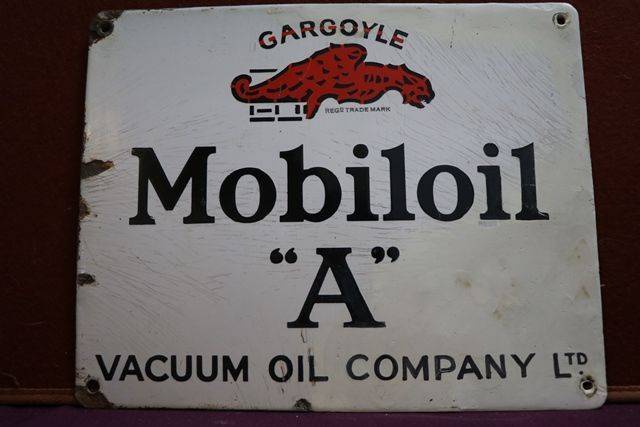 GARGOYLE
REGD TRADE MARK
Mobiloil
“A”
VACUUM OIL COMPANY LTD.